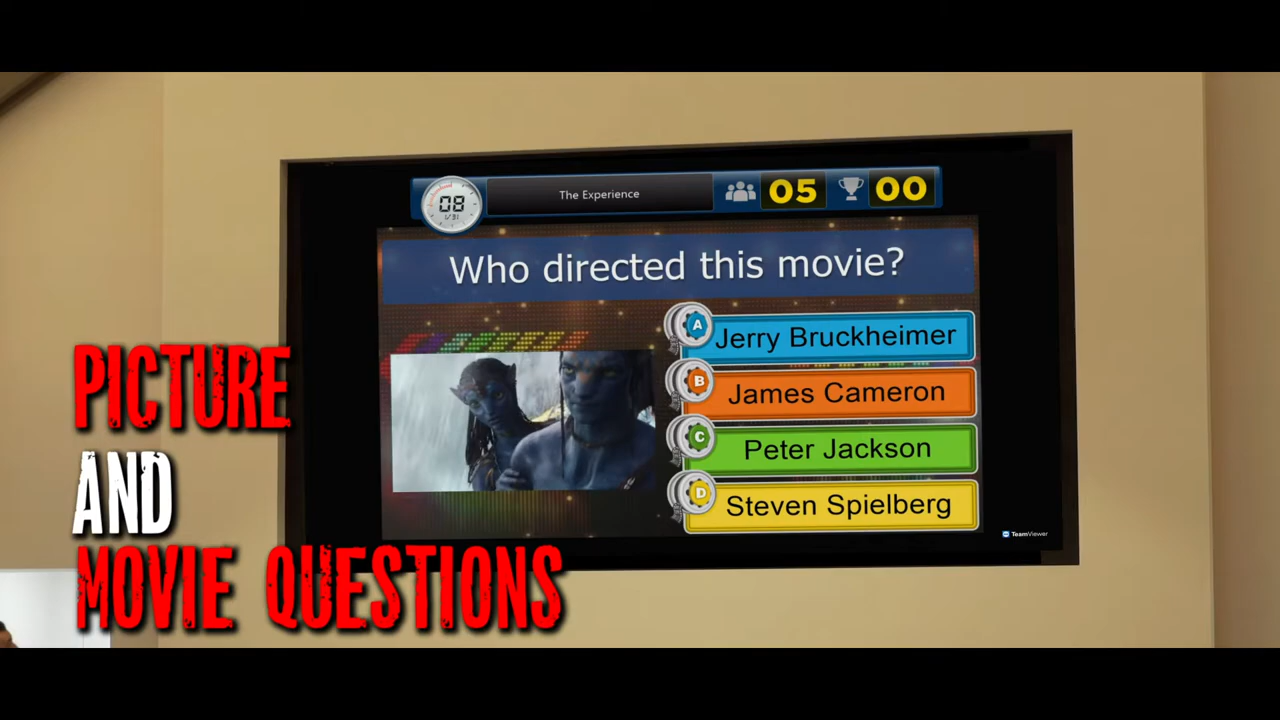 08
The Experience
05
00
Who directed this movie?
A Jerry Bruckheimer
B James Cameron
C Peter Jackson
D Steven Spielberg
TeamViewer
PICTURE
AND
MOVIE QUESTIONS